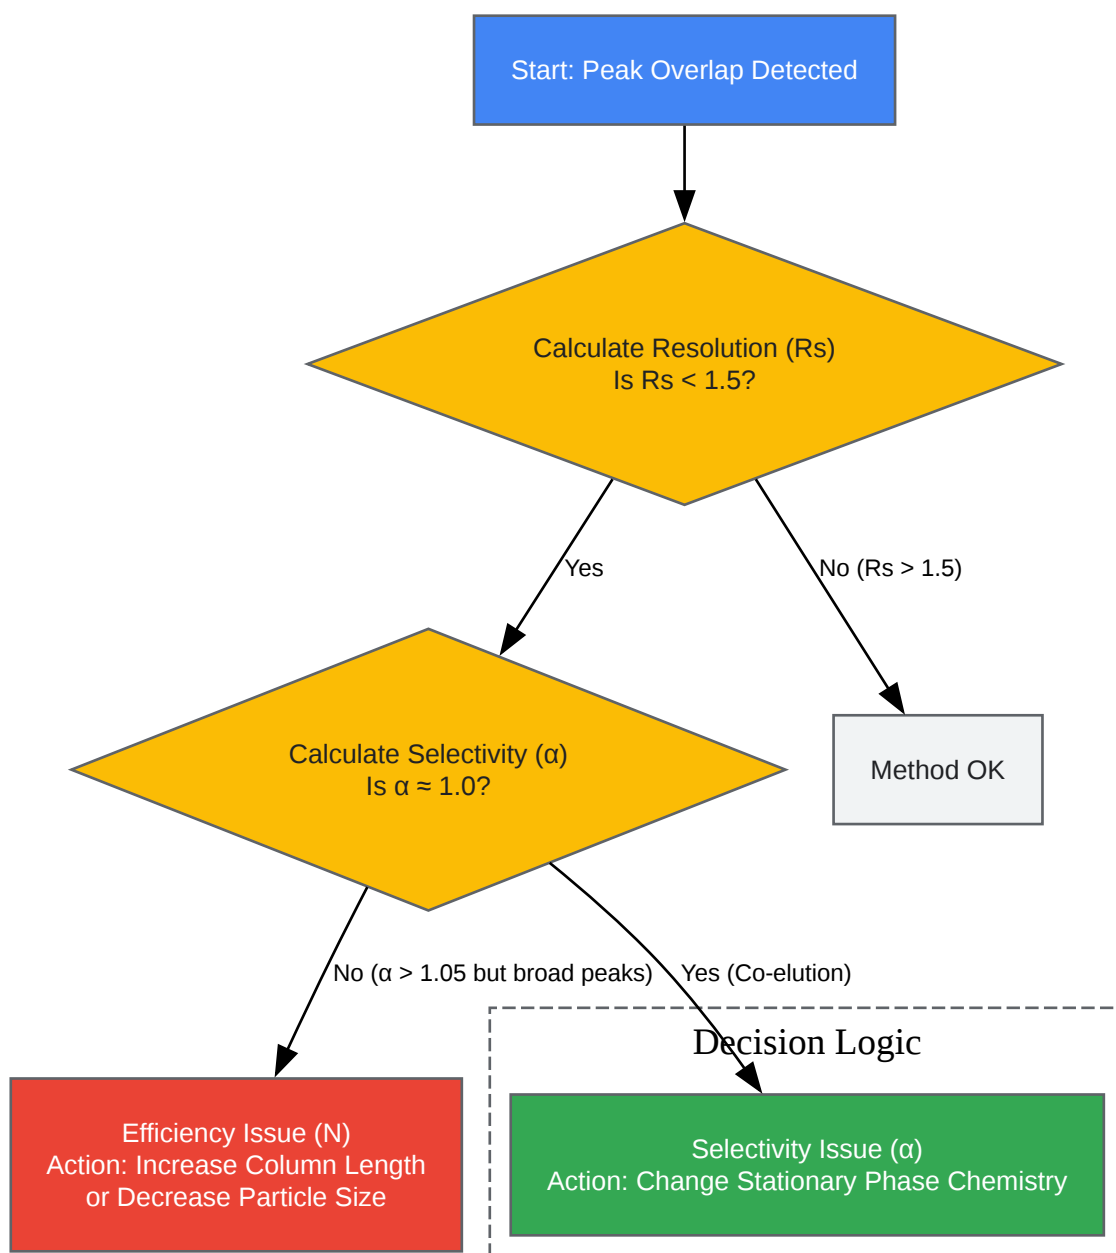 Start: Peak Overlap Detected
Calculate Resolution (Rs)
Is Rs < 1.5?
Yes
No (Rs > 1.5)
Calculate Selectivity (α)
Is α ≈ 1.0?
Method OK
No (α > 1.05 but broad peaks)
Yes (Co-elution)
Decision Logic
Efficiency Issue (N)
Action: Increase Column Length
or Decrease Particle Size
Selectivity Issue (α)
Action: Change Stationary Phase Chemistry